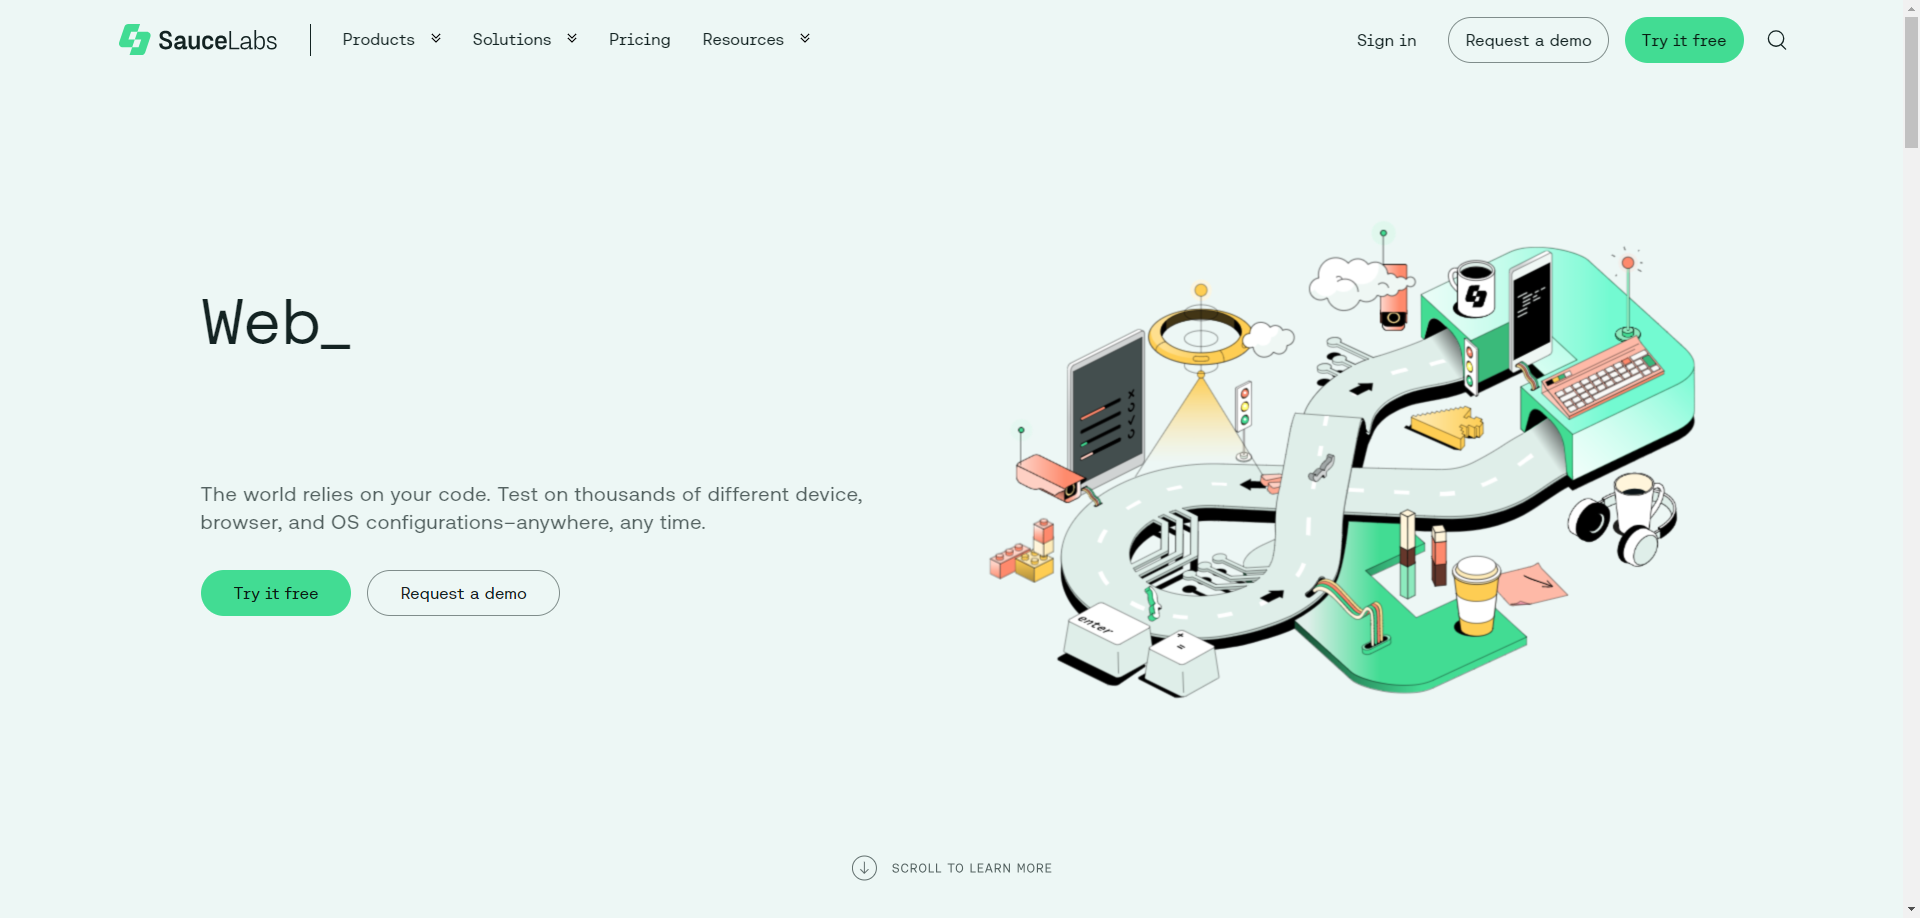 SauceLabs
Products
Solutions
Pricing
Resources
Sign in
Request a demo
Try it free
Web_
The world relies on your code. Test on thousands of different device,
browser, and OS configurations–anywhere, any time.
Try it free
Request a demo
enter
+
=
SCROLL TO LEARN MORE